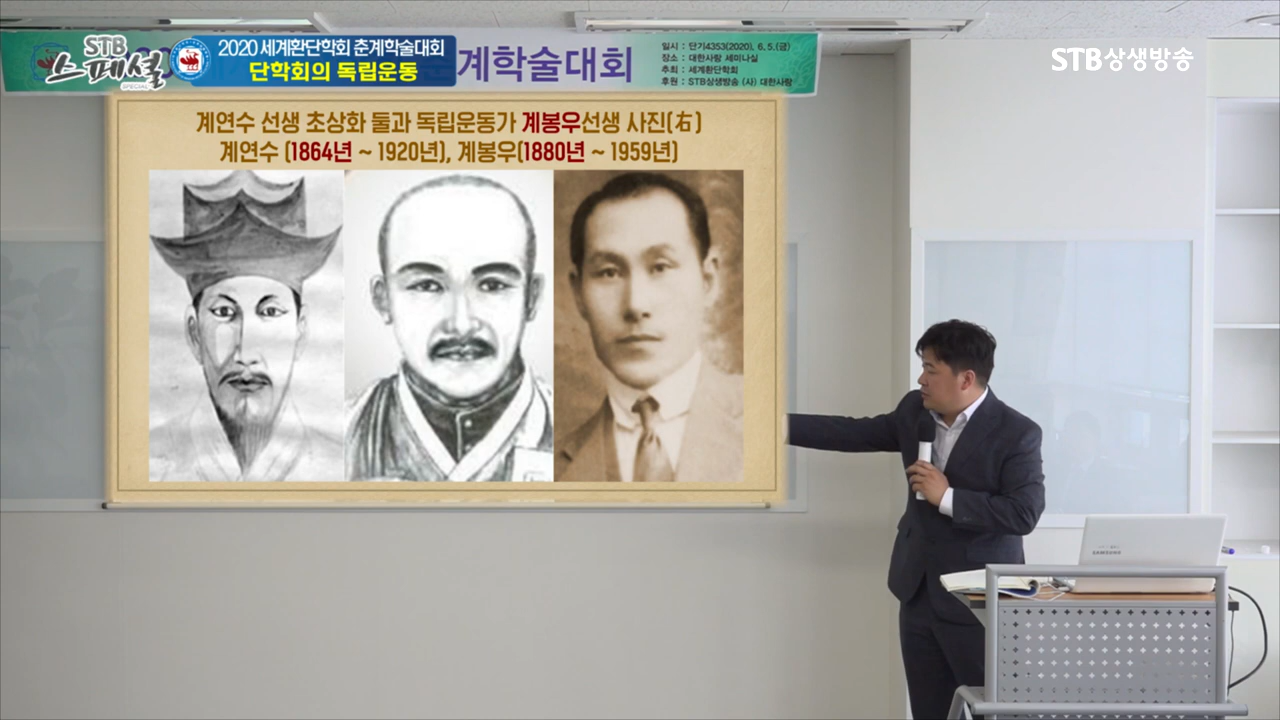 STB
스페셜
SPECIAL
2020 세계환단학회 춘계학술대회
단학회의 독립운동
계학술대회
일시 : 단기4353(2020), 6, 5.(금)
장소 : 대한사랑 세미나실
주최 : 세계환단학회
후원 : STB상생방송 (사) 대한사랑
STB상생방송
계연수 선생 초상화 둘과 독립운동가 계봉우선생 사진(右)
계연수 (1864년 ~ 1920년), 계봉우(1880년 ~ 1959년)
SAMSUNG